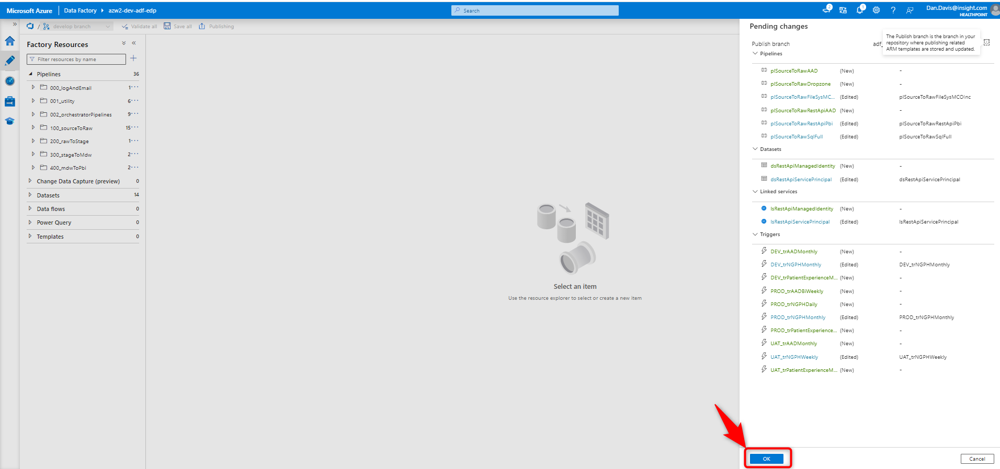 Microsoft Azure Data Factory azw2-dev-adf-edp Search 2 1 Dan.Davis@insight.com
HEALTHPOINT
/ develop branch Validate all Save all Publishing
Factory Resources
Filter resources by name
Pipelines 36
000_logAndEmail 1
001_utility 6
002_orchestratorPipelines 9
100_sourceToRaw 15
200_rawToStage 1
300_stageToMdw 2
400_mdwToPbi 2
Change Data Capture (preview) 0
Datasets 14
Data flows 0
Power Query 0
Templates 0
Select an item
Use the resource explorer to select or create a new item
Pending changes
Publish branch adf_
The Publish branch is the branch in your
repository where publishing related
ARM templates are stored and updated.
Pipelines
plSourceToRawAAD (New) -
plSourceToRawDropzone (New) -
plSourceToRawFileSysMC... (Edited) plSourceToRawFileSysMCOInc
plSourceToRawRestApiAAD (New) -
plSourceToRawRestApiPbi (Edited) plSourceToRawRestApiPbi
plSourceToRawSqlFull (Edited) plSourceToRawSqlFull
Datasets
dsRestApiManagedIdentity (New) -
dsRestApiServicePrincipal (Edited) dsRestApiServicePrincipal
Linked services
lsRestApiManagedIdentity (New) -
lsRestApiServicePrincipal (Edited) lsRestApiServicePrincipal
Triggers
DEV_trAADMonthly (New) -
DEV_trNGPHMonthly (Edited) DEV_trNGPHMonthly
DEV_trPatientExperienceM... (New) -
PROD_trAADBiWeekly (New) -
PROD_trNGPHDaily (New) -
PROD_trNGPHMonthly (Edited) PROD_trNGPHMonthly
PROD_trPatientExperience... (New) -
UAT_trAADMonthly (New) -
UAT_trNGPHWeekly (Edited) UAT_trNGPHWeekly
UAT_trPatientExperienceM... (New) -
OK Cancel